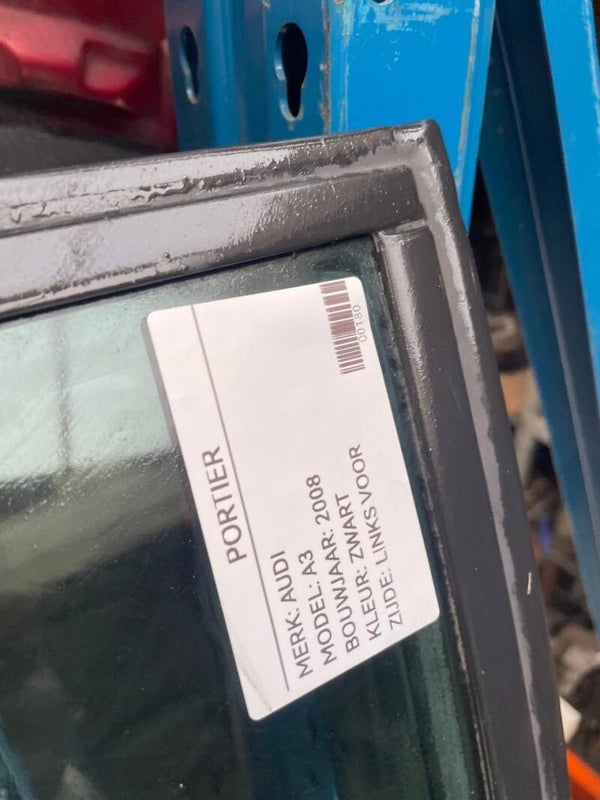 PORTIER
MERK: AUDI
MODEL: A3
BOUWJAAR: 2008
KLEUR: ZWART
ZIJDE: LINKS VOOR
00180